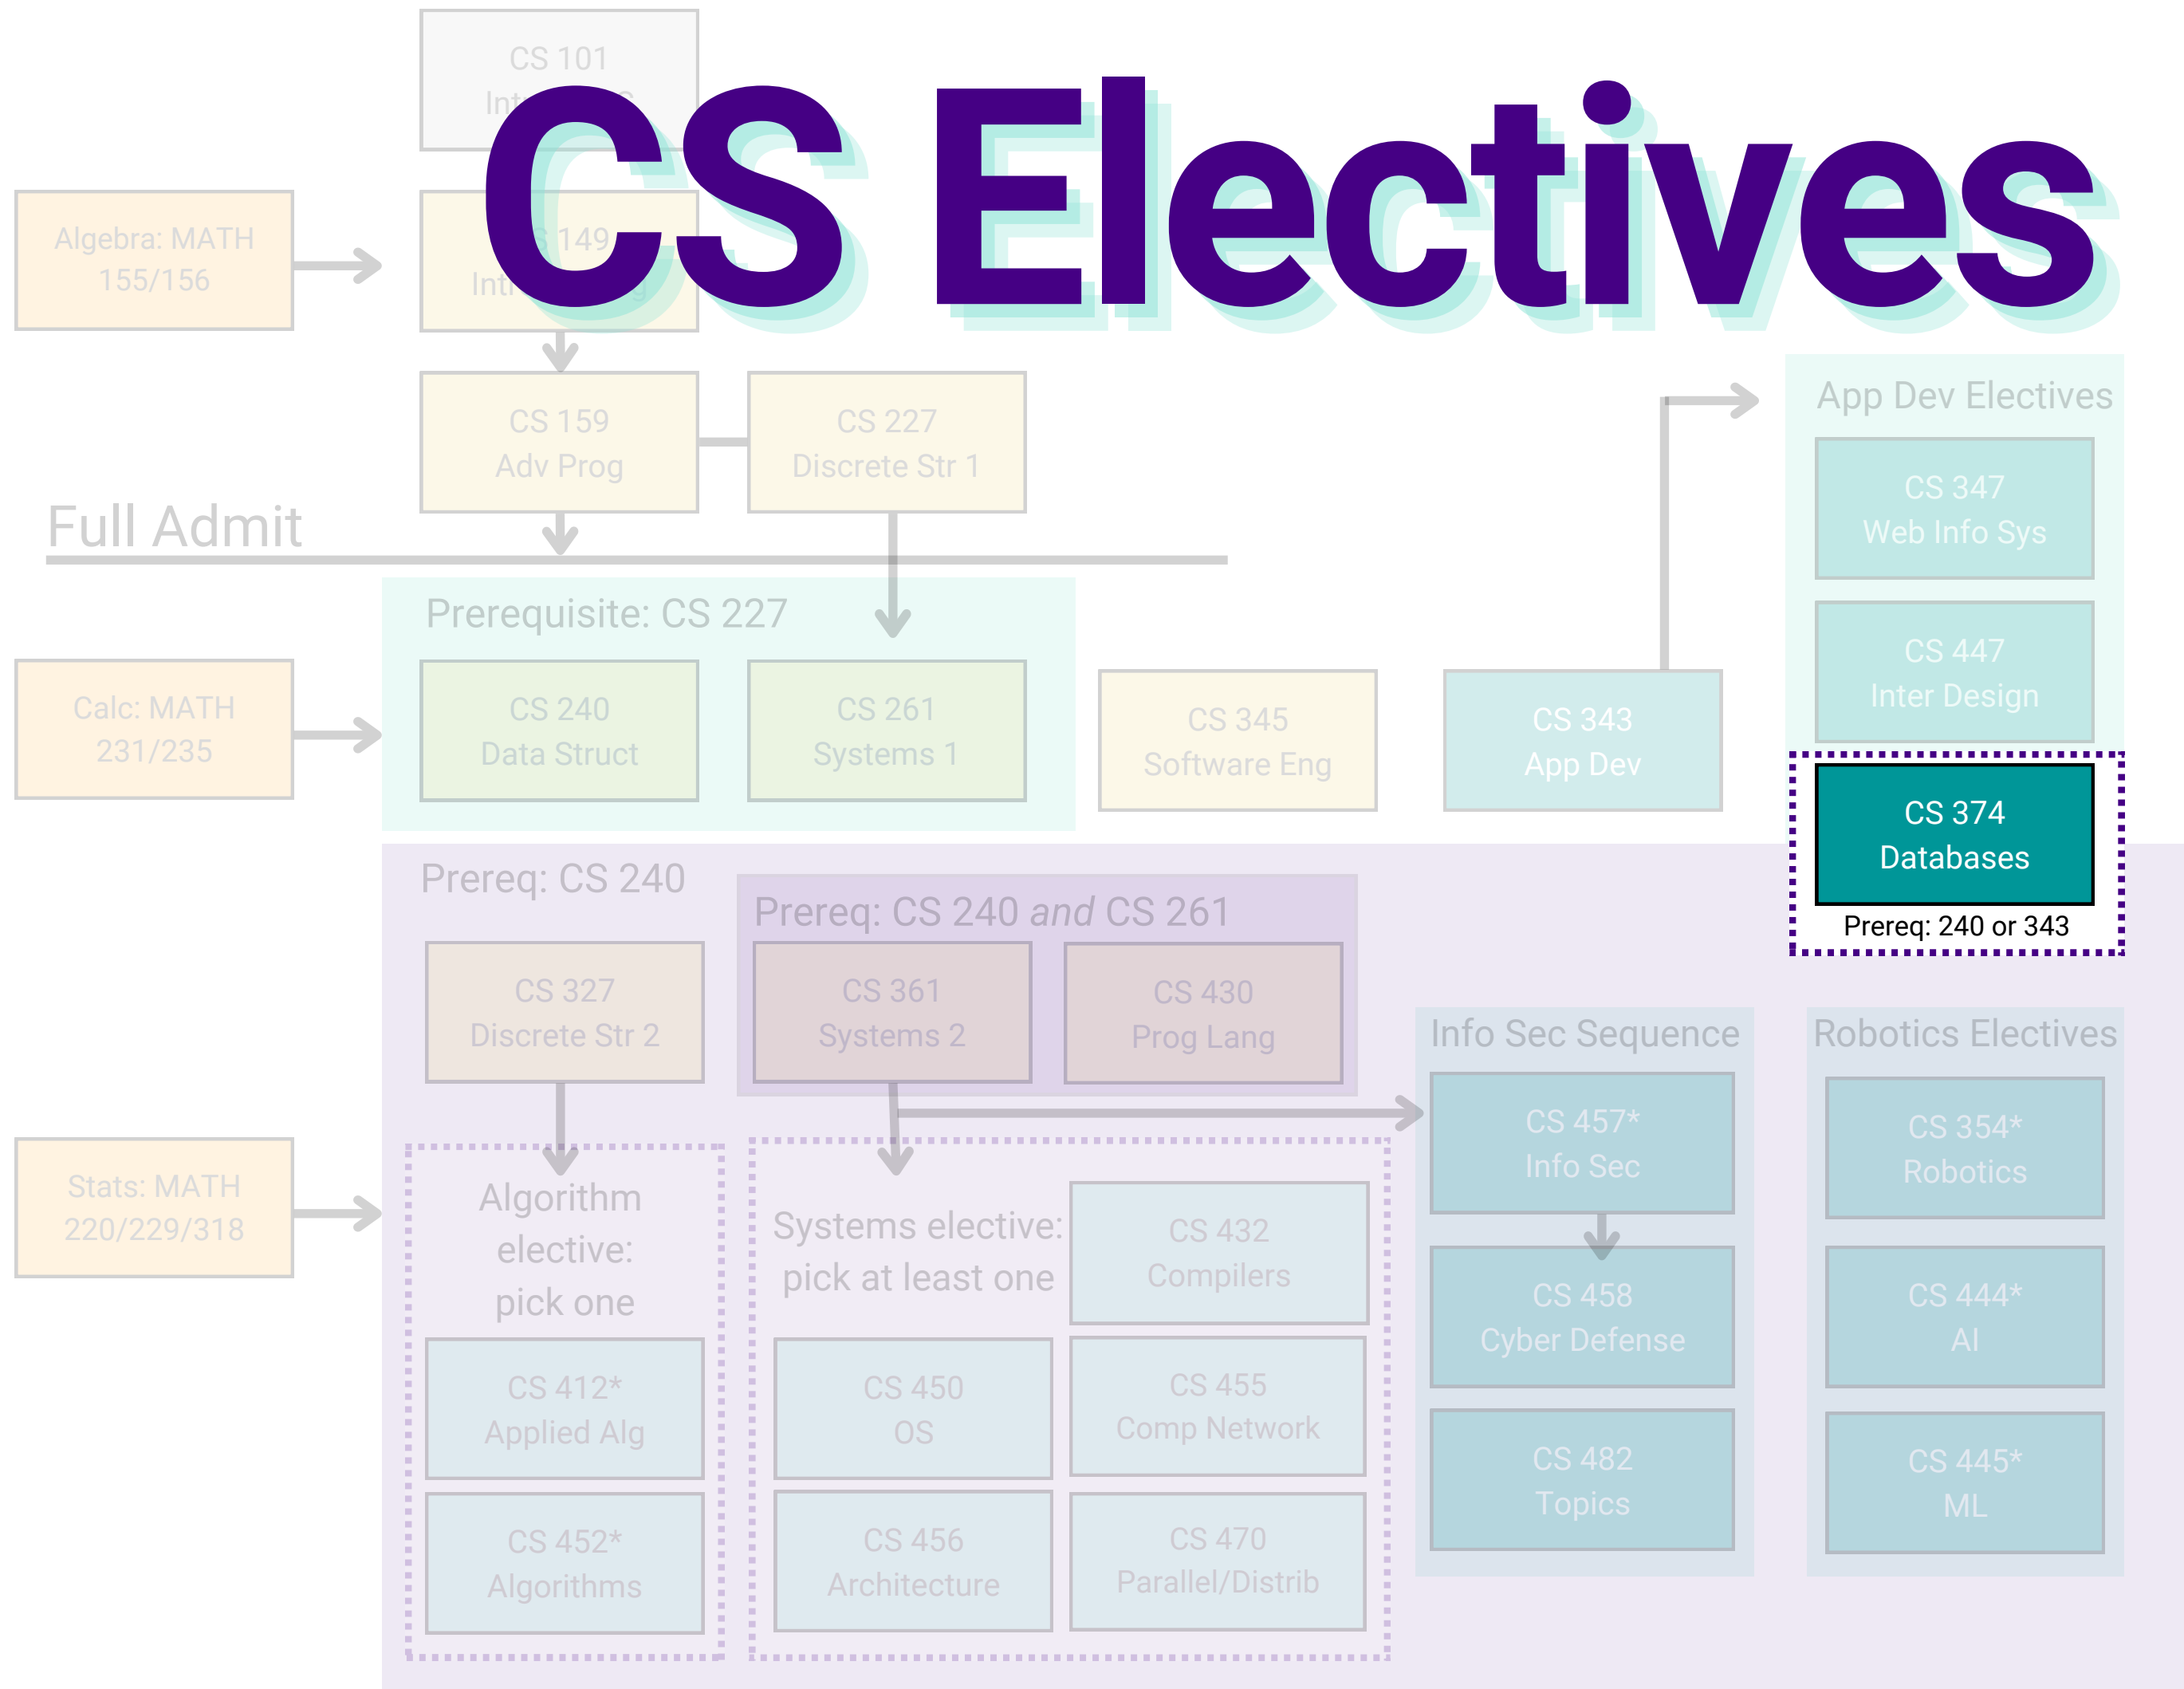 CS Electives
CS 101
CS 149
Algebra: MATH
155/156
CS 159
Adv Prog
CS 227
Discrete Str 1
Full Admit
Prerequisite: CS 227
Calc: MATH
231/235
CS 240
Data Struct
CS 261
Systems 1
CS 345
Software Eng
CS 343
App Dev
App Dev Electives
CS 347
Web Info Sys
CS 447
Inter Design
CS 374
Databases
Prereq: 240 or 343
Prereq: CS 240
Prereq: CS 240 and CS 261
CS 327
Discrete Str 2
CS 361
Systems 2
CS 430
Prog Lang
Stats: MATH
220/229/318
Algorithm
elective:
pick one
CS 412*
Applied Alg
CS 452*
Algorithms
Systems elective:
pick at least one
CS 432
Compilers
CS 450
OS
CS 455
Comp Network
CS 456
Architecture
CS 470
Parallel/Distrib
Info Sec Sequence
CS 457*
Info Sec
CS 458
Cyber Defense
CS 482
Topics
Robotics Electives
CS 354*
Robotics
CS 444*
AI
CS 445*
ML